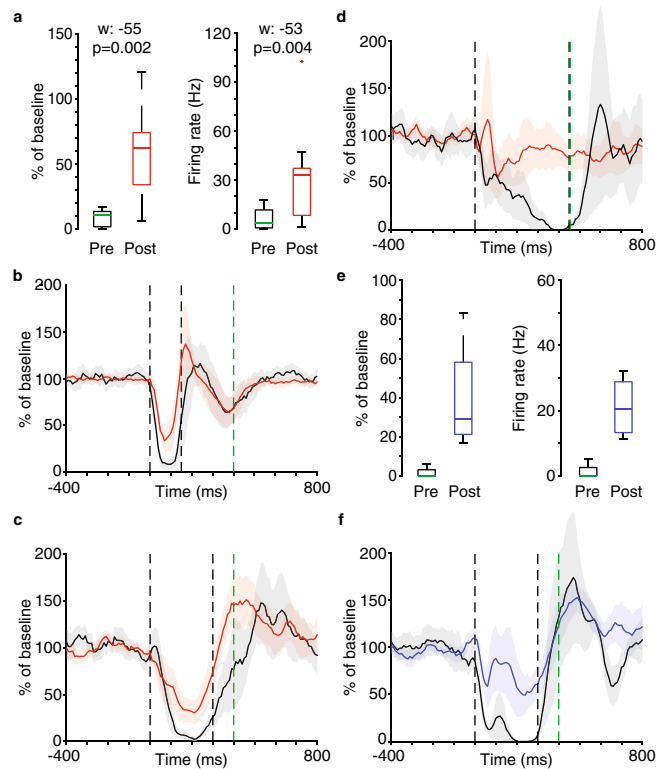 a
w: -55
p=0.002
% of baseline
150
100
50
0
Pre Post
w: -53
p=0.004
Firing rate (Hz)
120
90
60
30
0
Pre Post
d
% of baseline
200
150
100
50
0
-400 Time (ms) 800
b
% of baseline
200
150
100
50
0
-400 Time (ms) 800
e
% of baseline
100
80
60
40
20
0
Pre Post
Firing rate (Hz)
60
40
20
0
Pre Post
c
% of baseline
200
150
100
50
0
-400 Time (ms) 800
f
% of baseline
200
150
100
50
0
-400 Time (ms) 800